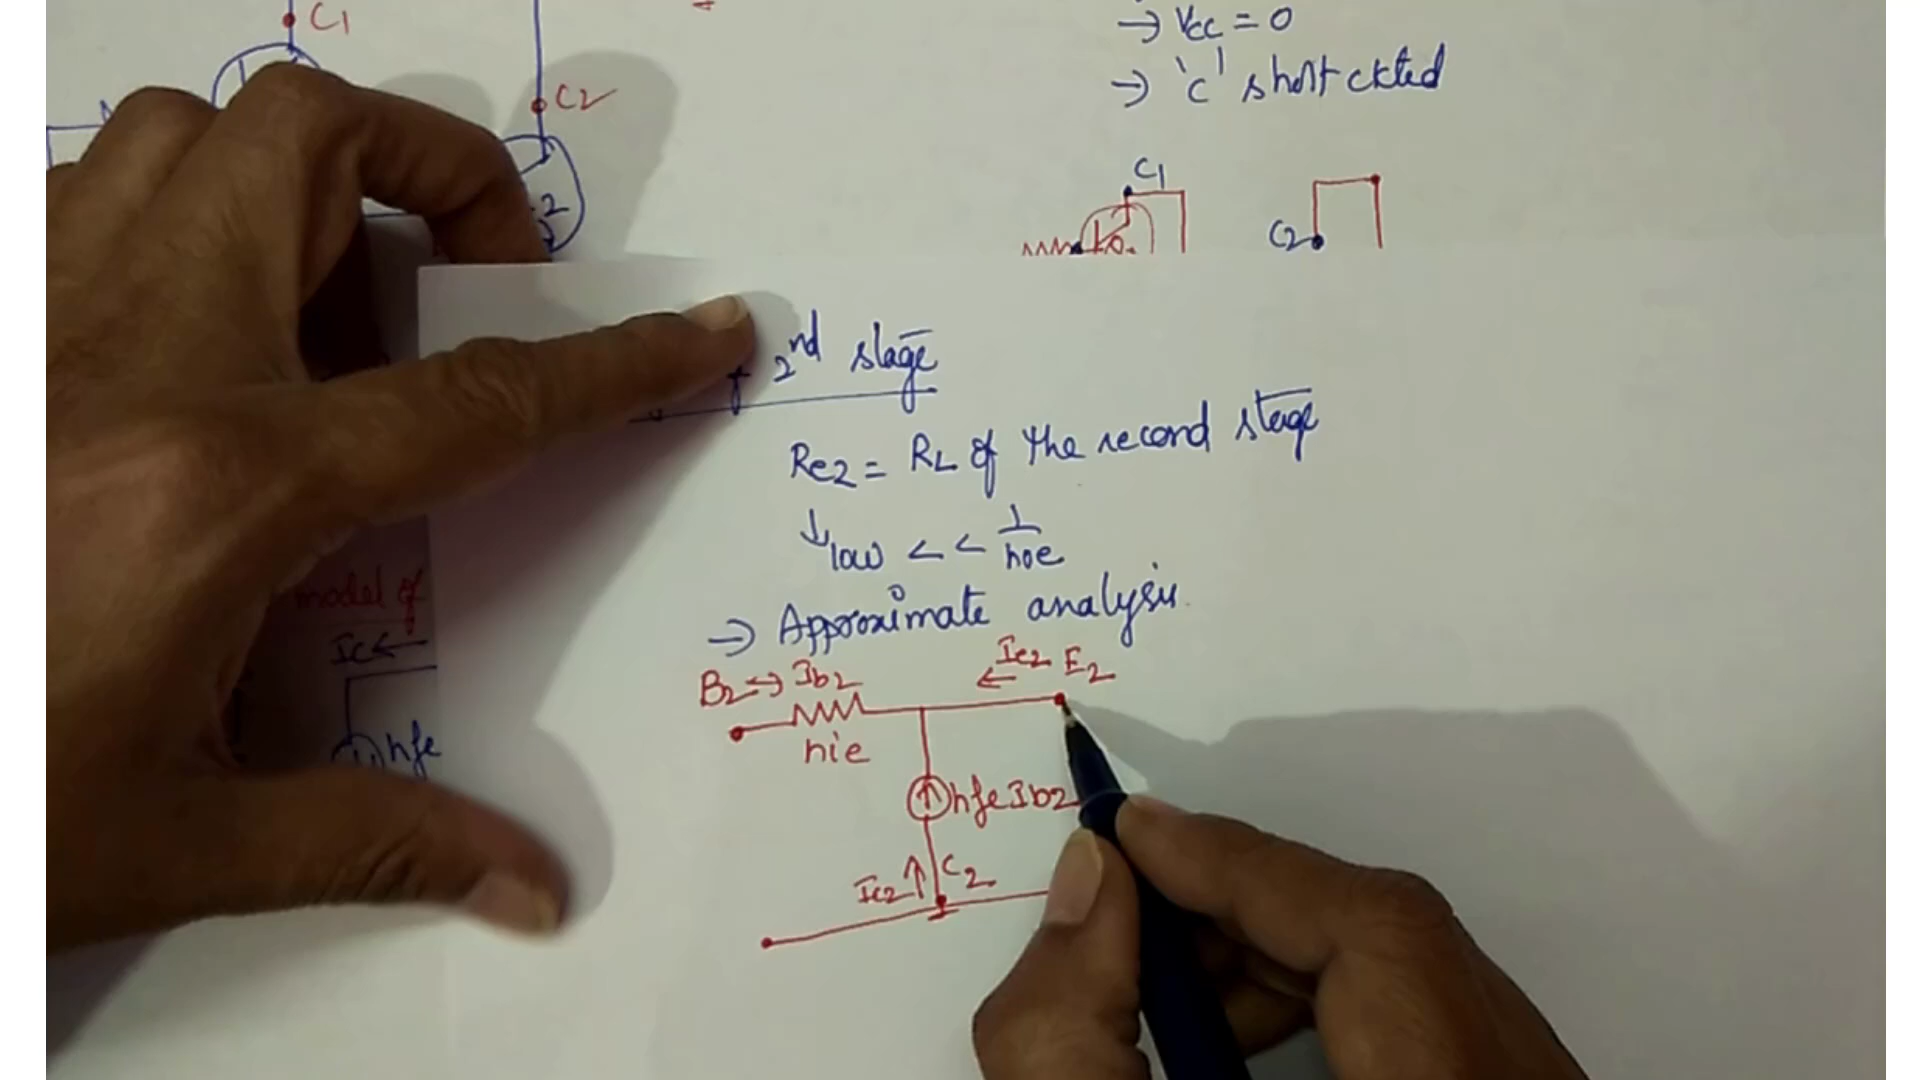 C1
→ Vcc = 0
C2
→ 'C' short ckted
C1
2
C2
2nd stage
Re2 = RL of the second stage
↓ low << 1/hoe
→ Approximate analysis
model of
Ic ←
B2 → Ib2
← Ie2 E2
hie
hfe
hfe Ib2
Ic2 ↑ C2